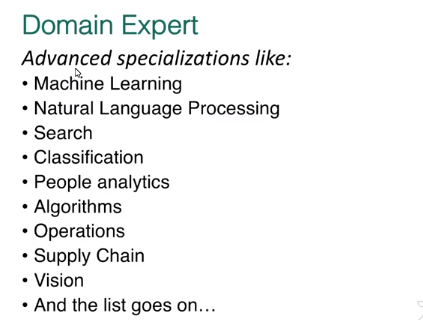 Domain Expert
Advanced specializations like:
• Machine Learning
• Natural Language Processing
• Search
• Classification
• People analytics
• Algorithms
• Operations
• Supply Chain
• Vision
• And the list goes on...